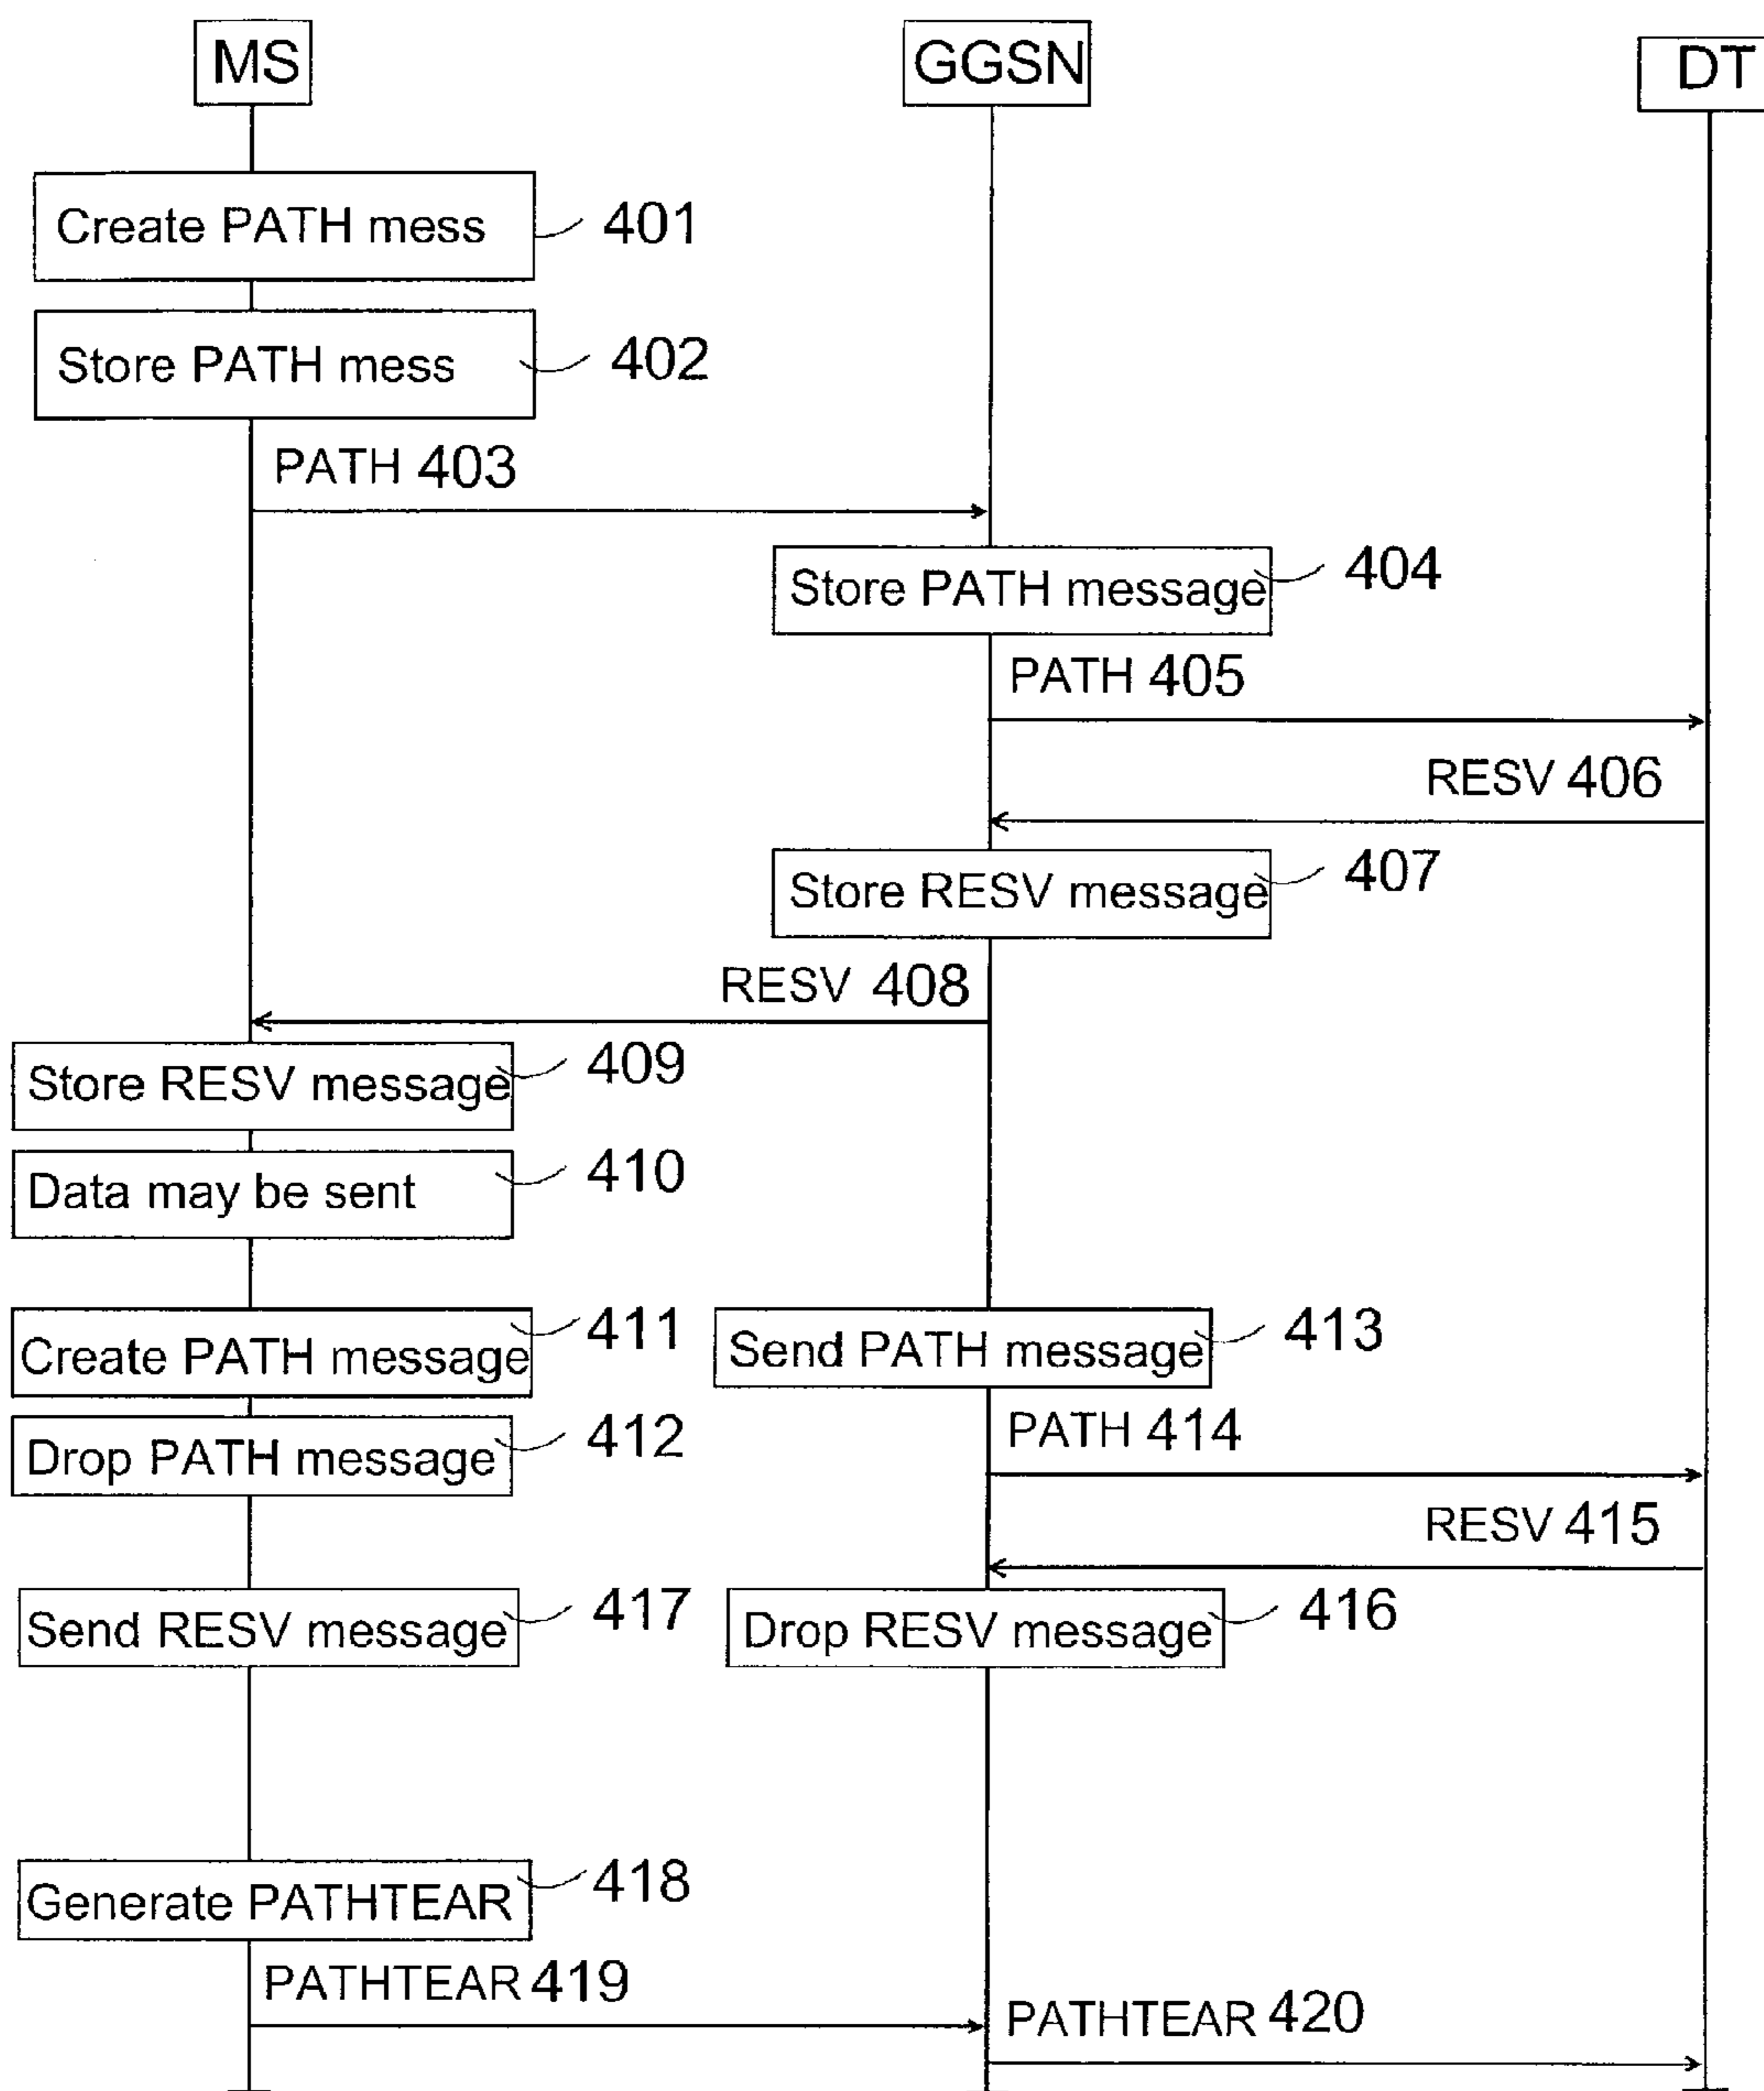 MS GGSN DT
Create PATH mess 401
Store PATH mess 402
PATH 403
Store PATH message 404
PATH 405
RESV 406
Store RESV message 407
RESV 408
Store RESV message 409
Data may be sent 410
Create PATH message 411 Send PATH message 413
Drop PATH message 412 PATH 414
RESV 415
Send RESV message 417 Drop RESV message 416
Generate PATHTEAR 418
PATHTEAR 419
PATHTEAR 420